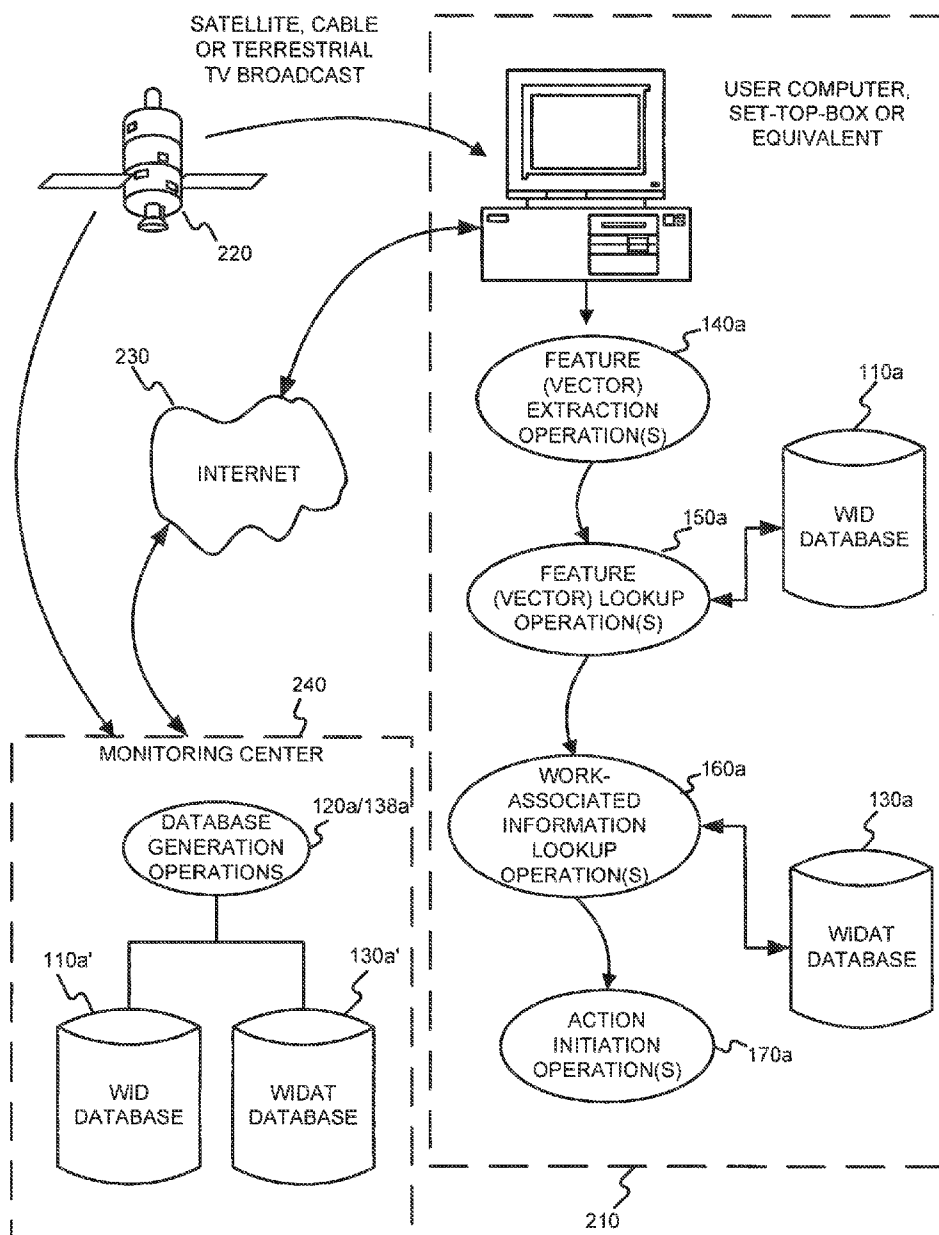 SATELLITE, CABLE
OR TERRESTRIAL
TV BROADCAST
220
USER COMPUTER,
SET-TOP-BOX OR
EQUIVALENT
140a
FEATURE
(VECTOR)
EXTRACTION
OPERATION(S)
110a
WID
DATABASE
230
INTERNET
150a
FEATURE
(VECTOR) LOOKUP
OPERATION(S)
240
MONITORING CENTER
120a/138a
DATABASE
GENERATION
OPERATIONS
110a'
WID
DATABASE
130a'
WIDAT
DATABASE
160a
WORK-
ASSOCIATED
INFORMATION
LOOKUP
OPERATION(S)
130a
WIDAT
DATABASE
ACTION
INITIATION
OPERATION(S)
170a
210